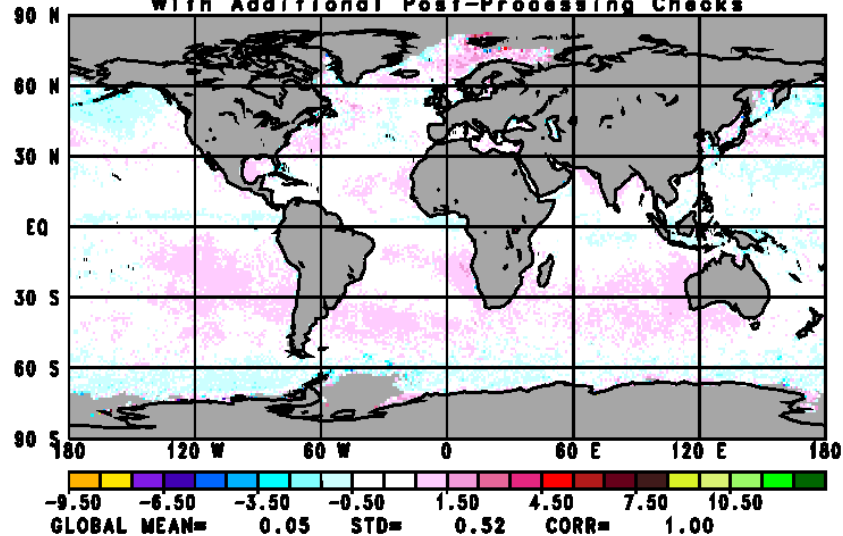 With Additional Post-Processing Checks
90 N
60 N
30 N
EQ
30 S
60 S
90 S
180 120 W 60 W 0 60 E 120 E 180
-9.50 -6.50 -3.50 -0.50 1.50 4.50 7.50 10.50
GLOBAL MEAN= 0.05 STD= 0.52 CORR= 1.00